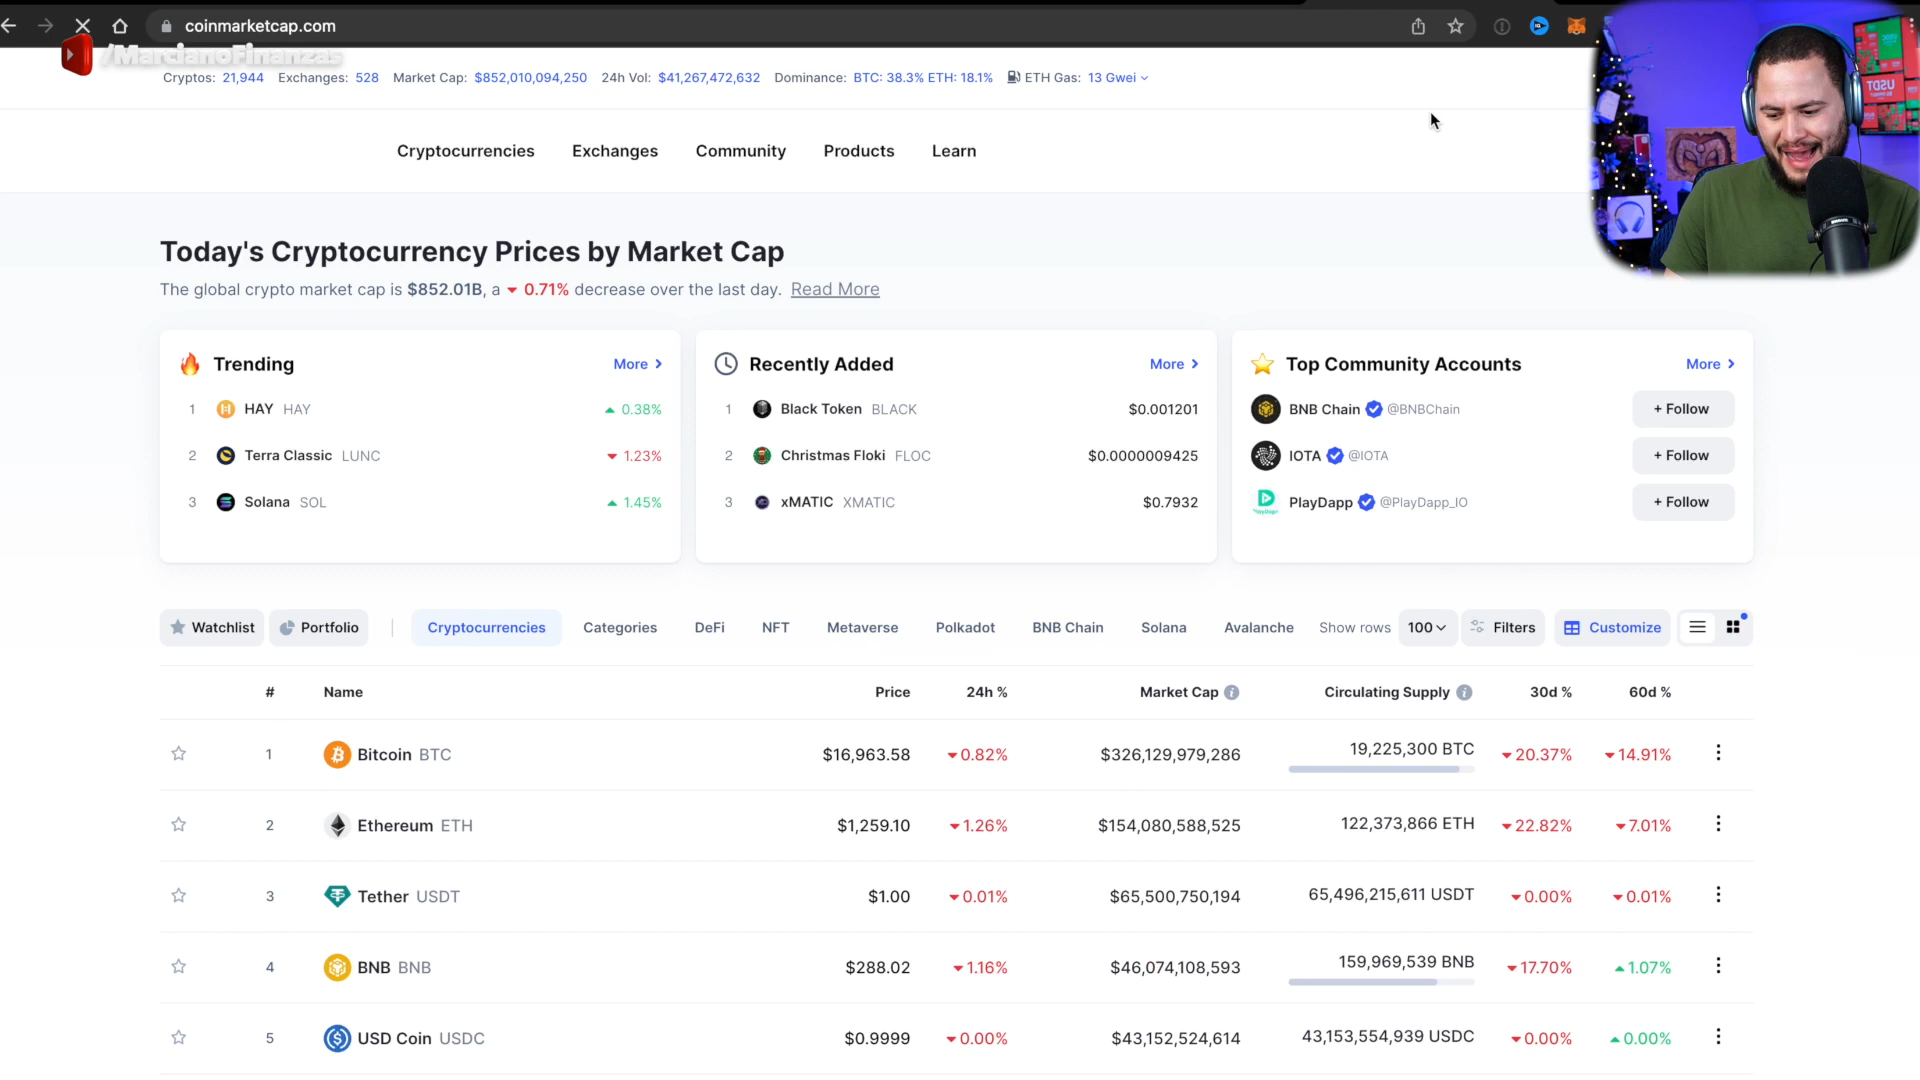 coinmarketcap.com
/MarcianoFinanzas
Cryptos: 21,944 Exchanges: 528 Market Cap: $852,010,094,250 24h Vol: $41,267,472,632 Dominance: BTC: 38.3% ETH: 18.1% ETH Gas: 13 Gwei
Cryptocurrencies Exchanges Community Products Learn
USDT
Today's Cryptocurrency Prices by Market Cap
The global crypto market cap is $852.01B, a 0.71% decrease over the last day. Read More
Trending More
1 HAY HAY 0.38%
2 Terra Classic LUNC 1.23%
3 Solana SOL 1.45%
Recently Added More
1 Black Token BLACK $0.001201
2 Christmas Floki FLOC $0.0000009425
3 xMATIC XMATIC $0.7932
Top Community Accounts More
BNB Chain @BNBChain + Follow
IOTA @IOTA + Follow
PlayDapp @PlayDapp_IO + Follow
Watchlist Portfolio Cryptocurrencies Categories DeFi NFT Metaverse Polkadot BNB Chain Solana Avalanche Show rows 100 Filters Customize
# Name Price 24h % Market Cap Circulating Supply 30d % 60d %
1 Bitcoin BTC $16,963.58 0.82% $326,129,979,286 19,225,300 BTC 20.37% 14.91%
2 Ethereum ETH $1,259.10 1.26% $154,080,588,525 122,373,866 ETH 22.82% 7.01%
3 Tether USDT $1.00 0.01% $65,500,750,194 65,496,215,611 USDT 0.00% 0.01%
4 BNB BNB $288.02 1.16% $46,074,108,593 159,969,539 BNB 17.70% 1.07%
5 USD Coin USDC $0.9999 0.00% $43,152,524,614 43,153,554,939 USDC 0.00% 0.00%